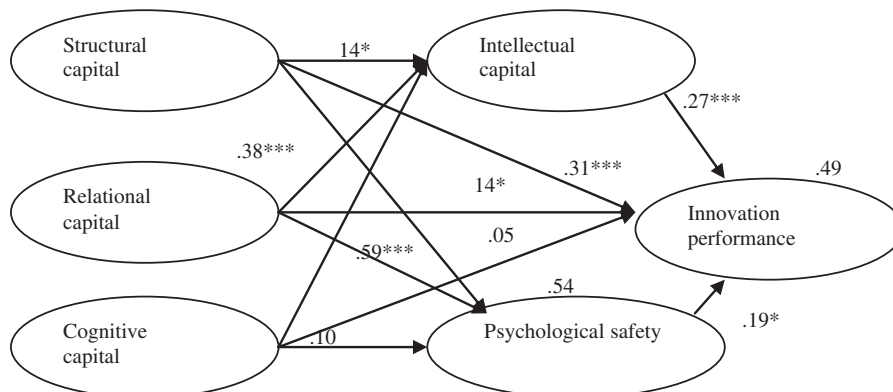 Structural
capital
14*
Intellectual
capital
.27***
.38***
.31***
.49
Relational
capital
14*
Innovation
performance
.05
.59***
.54
Cognitive
capital
.10
Psychological safety
.19*